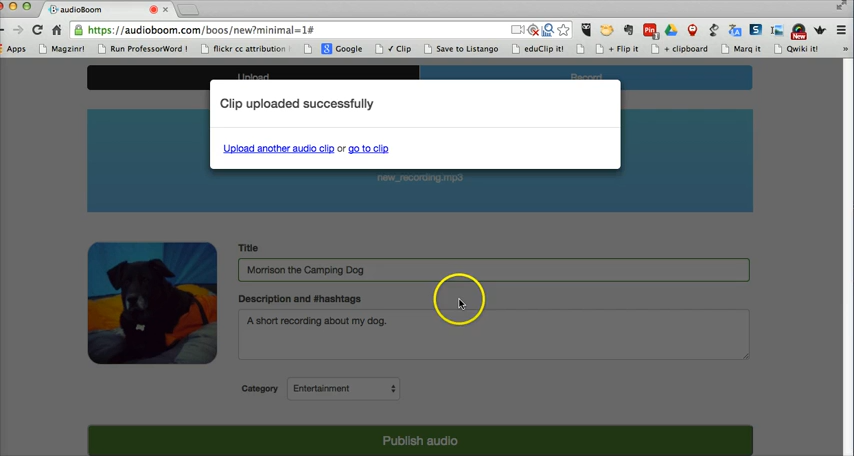 audioBoom
https://audioboom.com/boos/new?minimal=1#
Apps Magzinr! Run ProfessorWord ! flickr cc attribution Google √ Clip Save to Listango eduClip it! + Flip it + clipboard Marq it Qwiki it! »
Upload Record
Clip uploaded successfully
Upload another audio clip or go to clip
new_recording.mp3
Title
Morrison the Camping Dog
Description and #hashtags
A short recording about my dog.
Category Entertainment
Publish audio